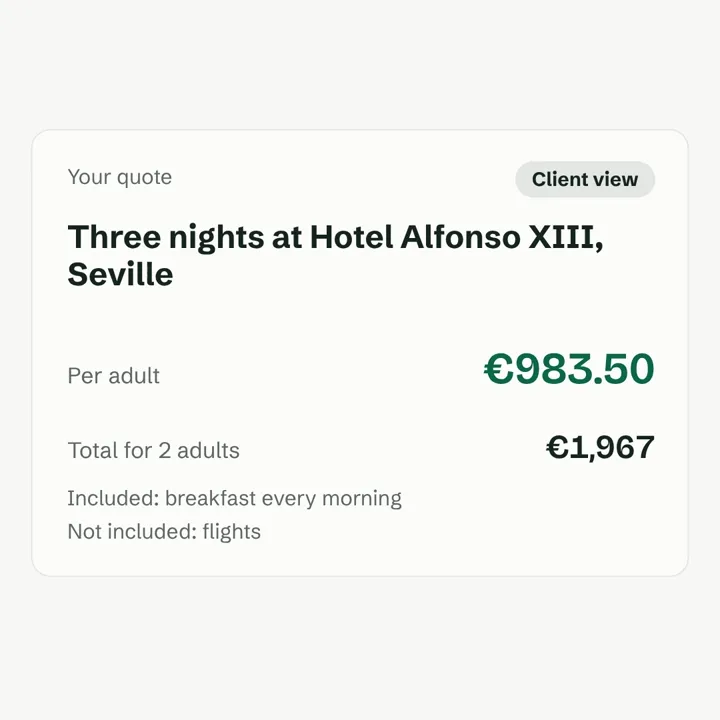 Your quote
Client view
Three nights at Hotel Alfonso XIII,
Seville
Per adult
€983.50
Total for 2 adults
€1,967
Included: breakfast every morning
Not included: flights